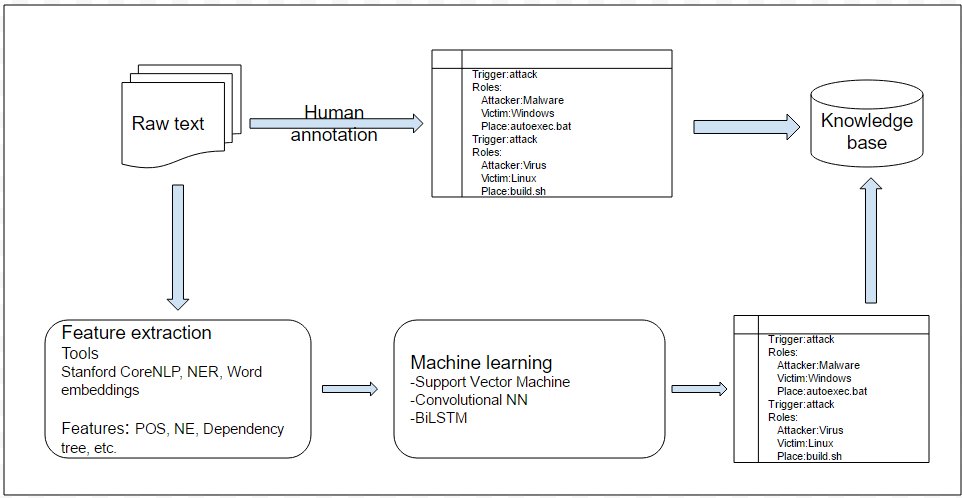 Raw text
Human
annotation
Trigger:attack
Roles:
Attacker:Malware
Victim:Windows
Place:autoexec.bat
Trigger:attack
Roles:
Attacker:Virus
Victim:Linux
Place:build.sh
Knowledge
base
Feature extraction
Tools
Stanford CoreNLP, NER, Word
embeddings
Features: POS, NE, Dependency
tree, etc.
Machine learning
-Support Vector Machine
-Convolutional NN
-BiLSTM
Trigger:attack
Roles:
Attacker:Malware
Victim:Windows
Place:autoexec.bat
Trigger:attack
Roles:
Attacker:Virus
Victim:Linux
Place:build.sh